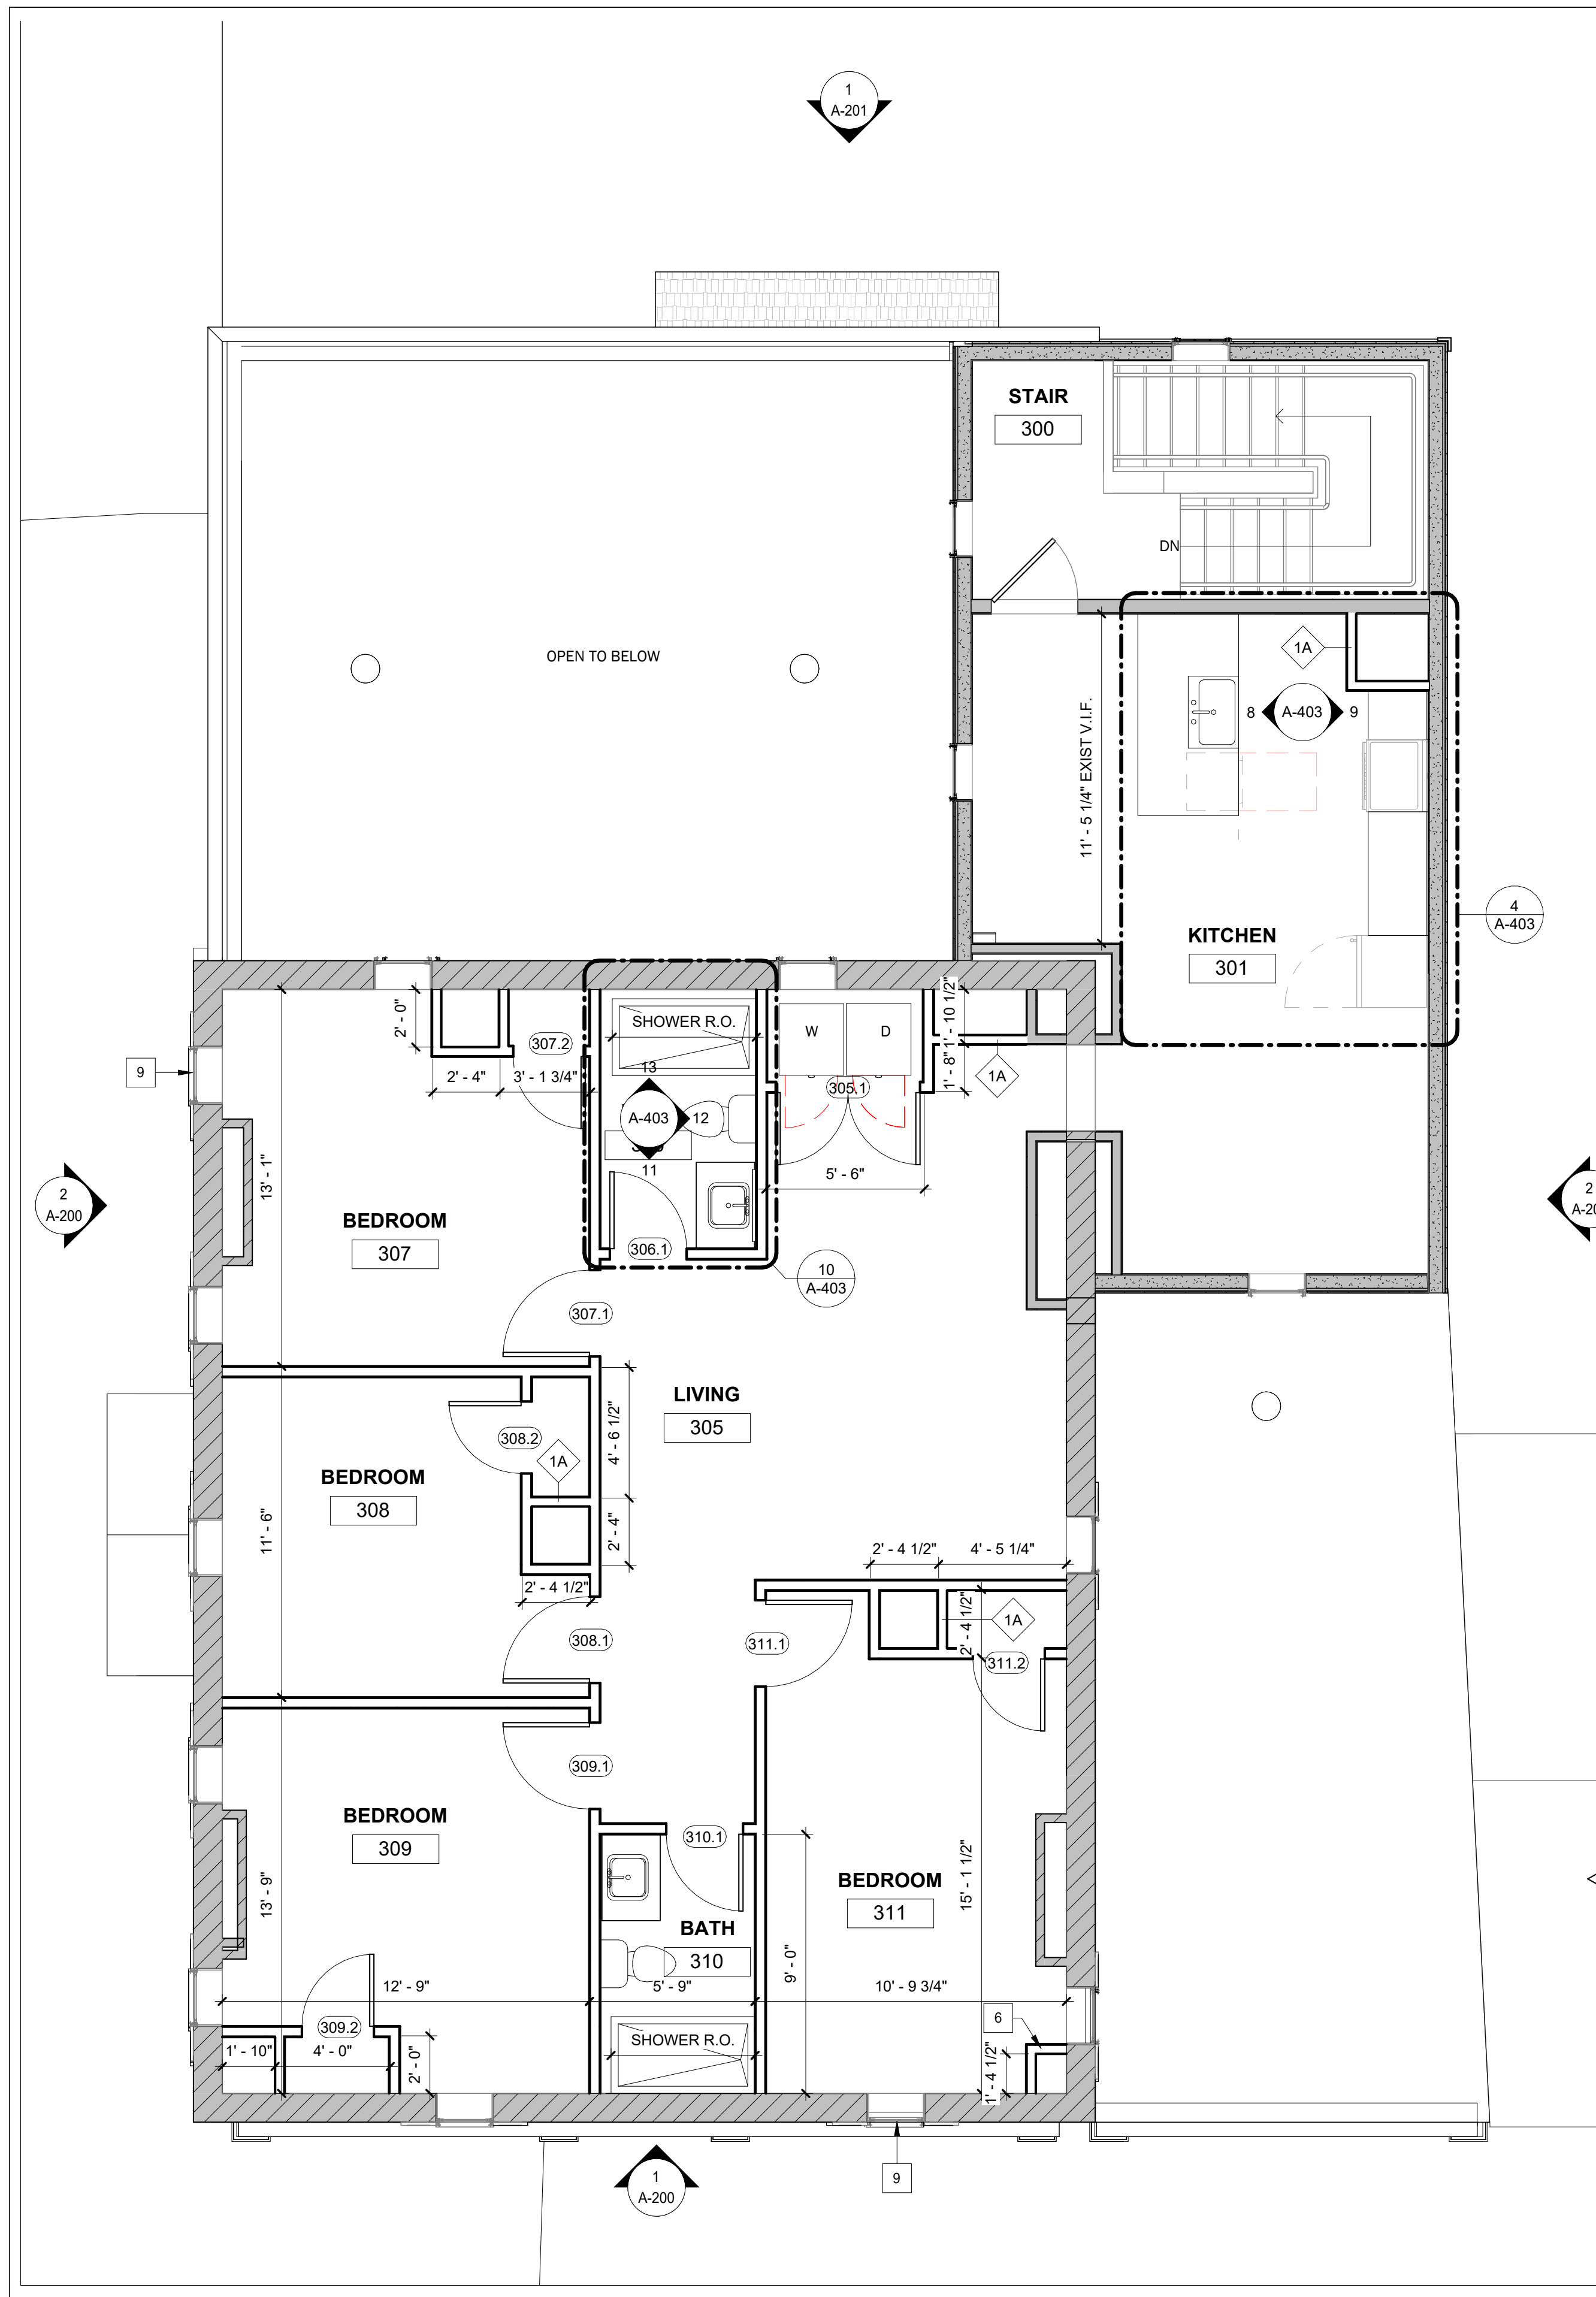 1
A-201
STAIR
300
DN
OPEN TO BELOW
1A
8
A-403
9
11' - 5 1/4" EXIST V.I.F.
4
A-403
KITCHEN
301
2' - 0"
SHOWER R.O.
W
D
1' - 10 1/2"
307.2
9
13
2' - 4"
3' - 1 3/4"
305.1
1' - 8"
1A
A-403
12
11
5' - 6"
13' - 1"
2
A-200
2
BEDROOM
307
306.1
10
A-403
307.1
LIVING
305
4' - 6 1/2"
308.2
1A
BEDROOM
308
11' - 6"
2' - 4"
2' - 4 1/2"
4' - 5 1/4"
2' - 4 1/2"
1A
2' - 4 1/2"
308.1
311.1
311.2
309.1
BEDROOM
309
310.1
13' - 9"
BEDROOM
311
15' - 1 1/2"
BATH
310
9' - 0"
12' - 9"
5' - 9"
10' - 9 3/4"
309.2
6
SHOWER R.O.
1' - 10"
4' - 0"
2' - 0"
1' - 4 1/2"
1
A-200
9